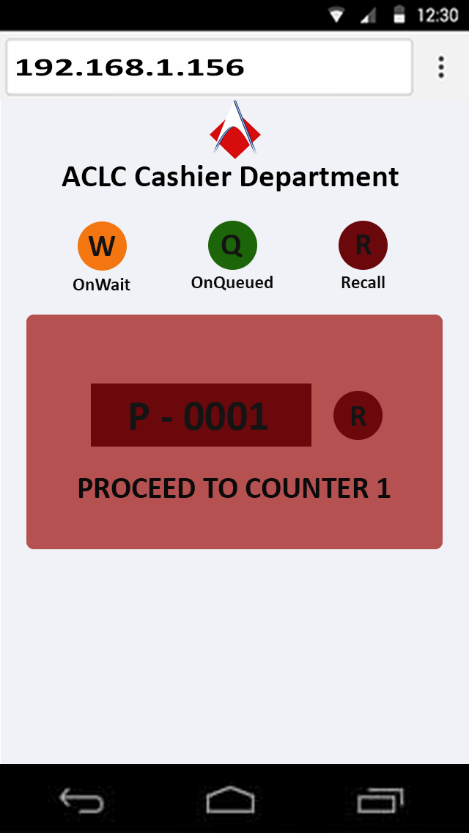 12:30
192.168.1.156
ACLC Cashier Department
W Q R
OnWait OnQueued Recall
P - 0001 R
PROCEED TO COUNTER 1